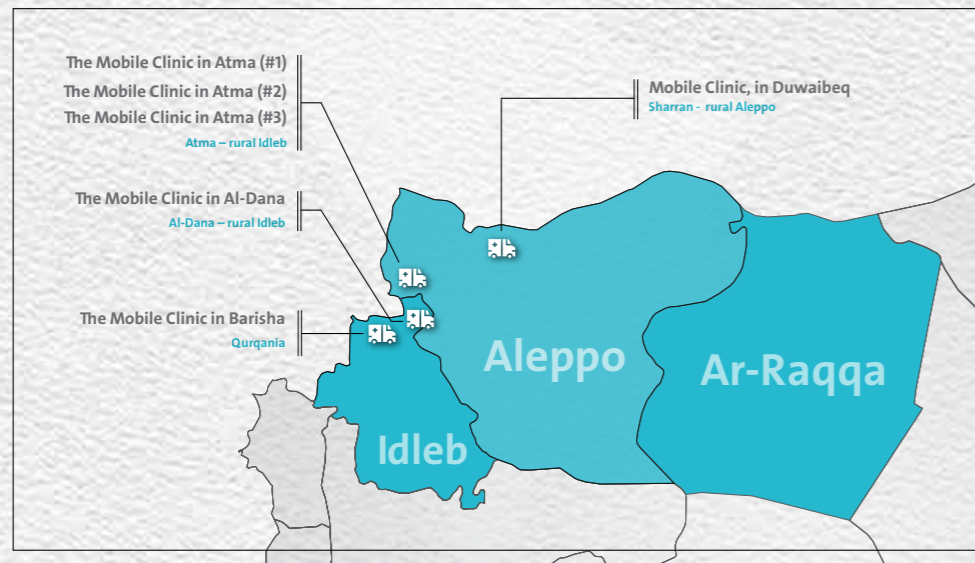 The Mobile Clinic in Atma (#1)
The Mobile Clinic in Atma (#2)
The Mobile Clinic in Atma (#3)
Atma – rural Idleb
Mobile Clinic, in Duwaibeq
Sharran - rural Aleppo
The Mobile Clinic in Al-Dana
Al-Dana – rural Idleb
The Mobile Clinic in Barisha
Qurqania
Aleppo
Ar-Raqqa
Idleb